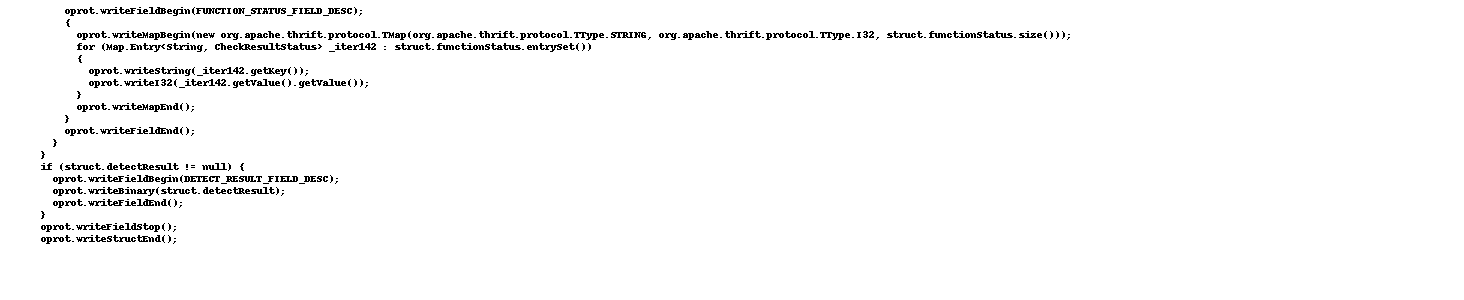 oprot.writeFieldBegin(FUNCTION_STATUS_FIELD_DESC);
{
oprot.writeMapBegin(new org.apache.thrift.protocol.TMap(org.apache.thrift.protocol.TType.STRING, org.apache.thrift.protocol.TType.I32, struct.functionStatus.size()));
for (Map.Entry<String, CheckResultStatus> _iter142 : struct.functionStatus.entrySet())
{
oprot.writeString(_iter142.getKey());
oprot.writeI32(_iter142.getValue().getValue());
}
oprot.writeMapEnd();
}
oprot.writeFieldEnd();
}
}
if (struct.detectResult != null) {
oprot.writeFieldBegin(DETECT_RESULT_FIELD_DESC);
oprot.writeBinary(struct.detectResult);
oprot.writeFieldEnd();
}
oprot.writeFieldStop();
oprot.writeStructEnd();